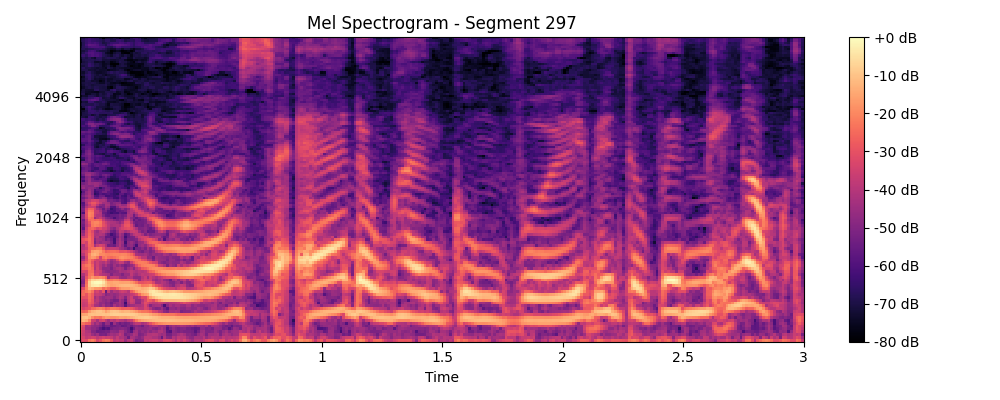 Mel Spectrogram - Segment 297
Frequency
4096
2048
1024
512
0
0
0.5
1
1.5
2
2.5
3
Time
+0 dB
-10 dB
-20 dB
-30 dB
-40 dB
-50 dB
-60 dB
-70 dB
-80 dB